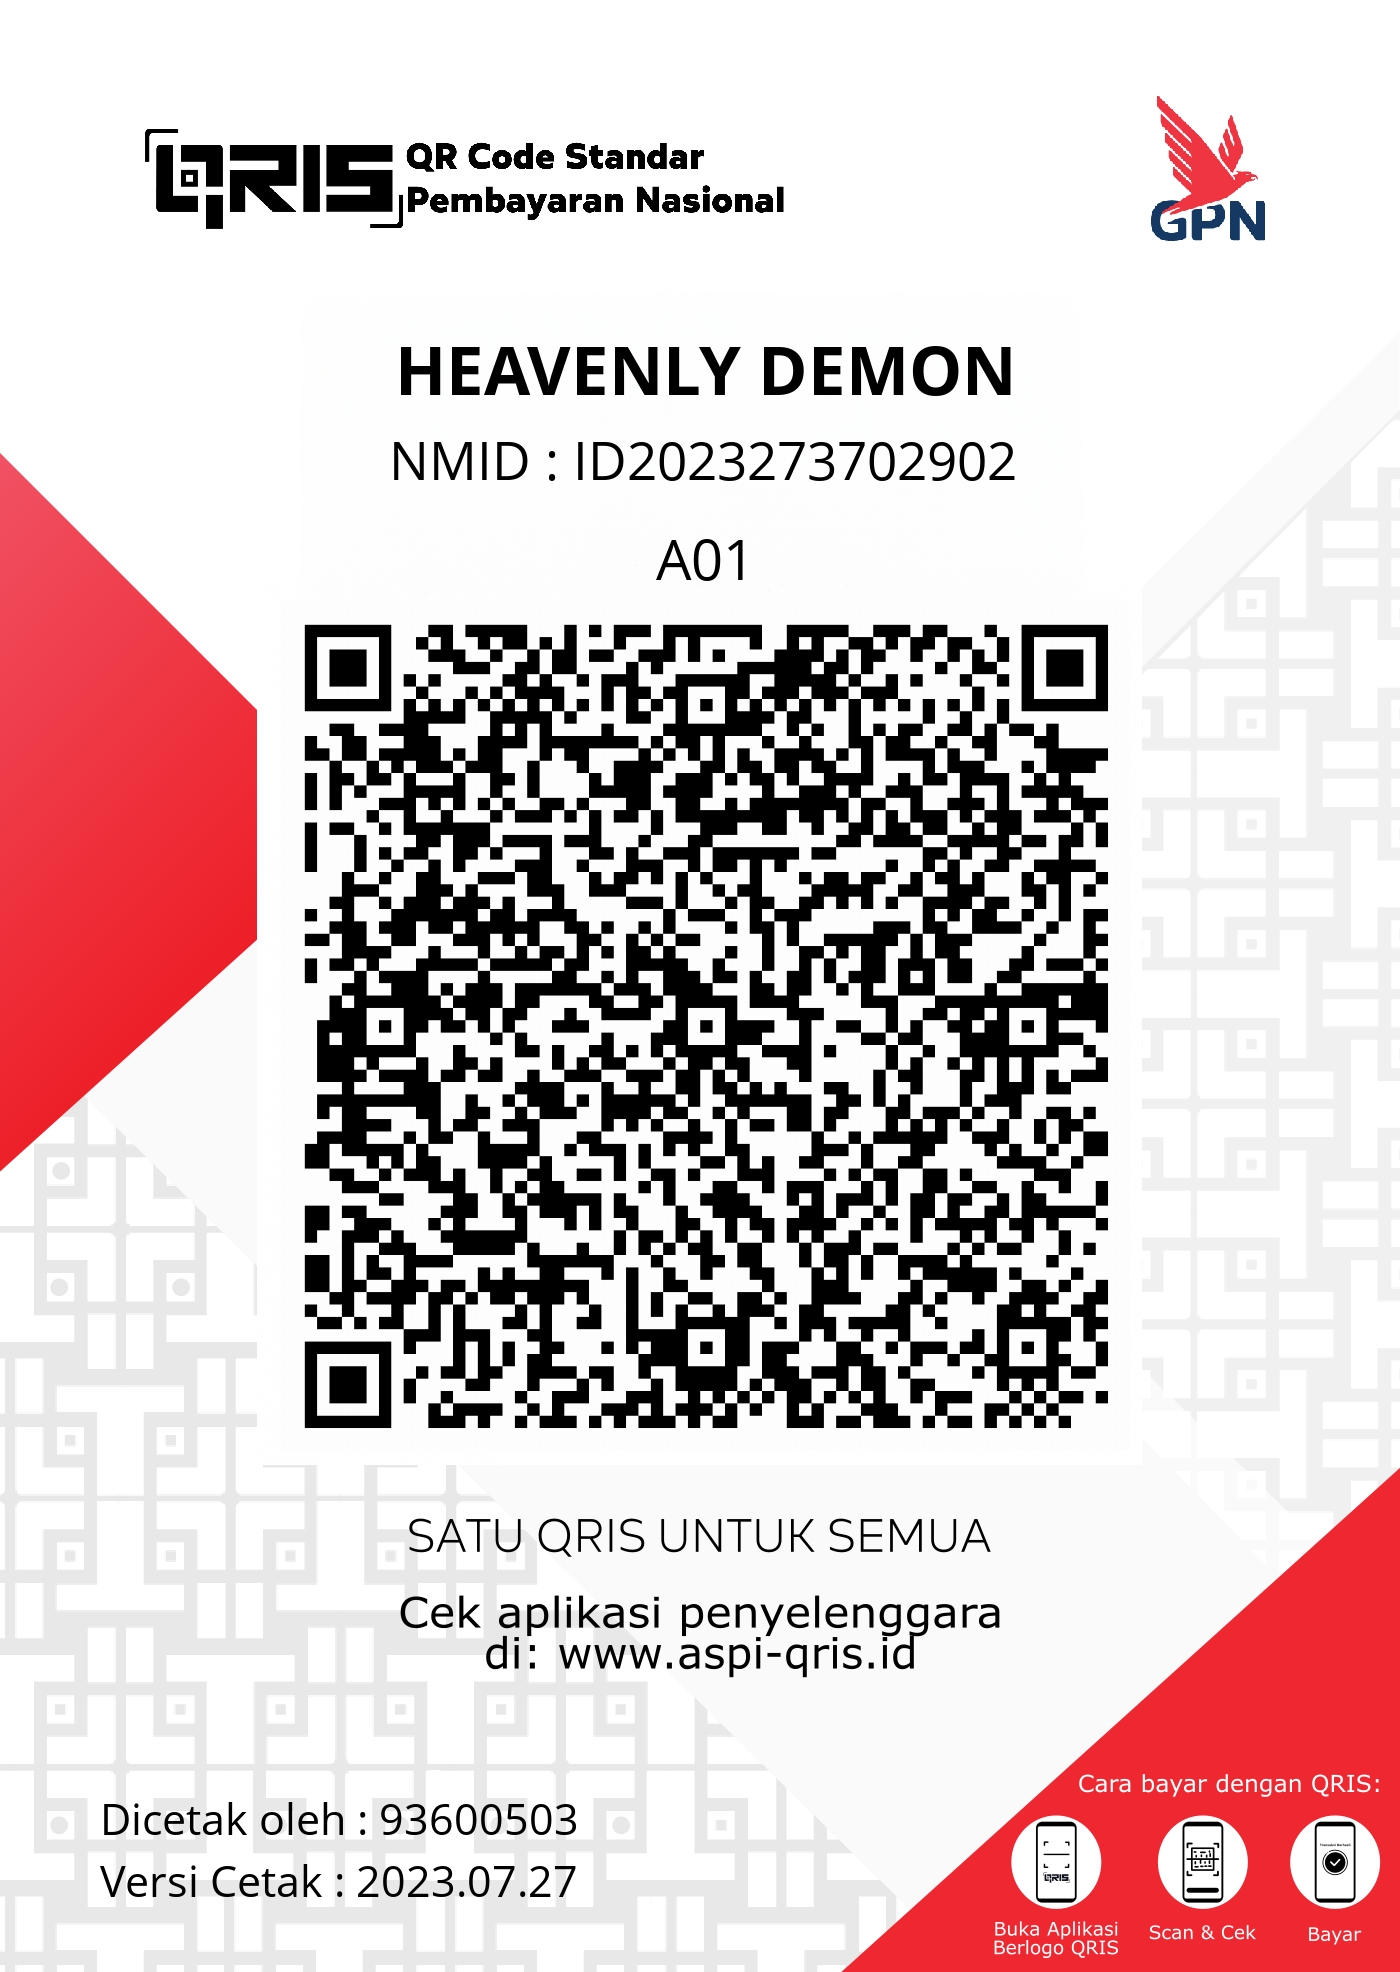 QRIS QR Code Standar
Pembayaran Nasional
GPN
HEAVENLY DEMON
NMID : ID2023273702902
A01
SATU QRIS UNTUK SEMUA
Cek aplikasi penyelenggara
di: www.aspi-qris.id
Dicetak oleh : 93600503
Versi Cetak : 2023.07.27
Cara bayar dengan QRIS:
QRIS
Buka Aplikasi
Berlogo QRIS
Scan & Cek
Bayar